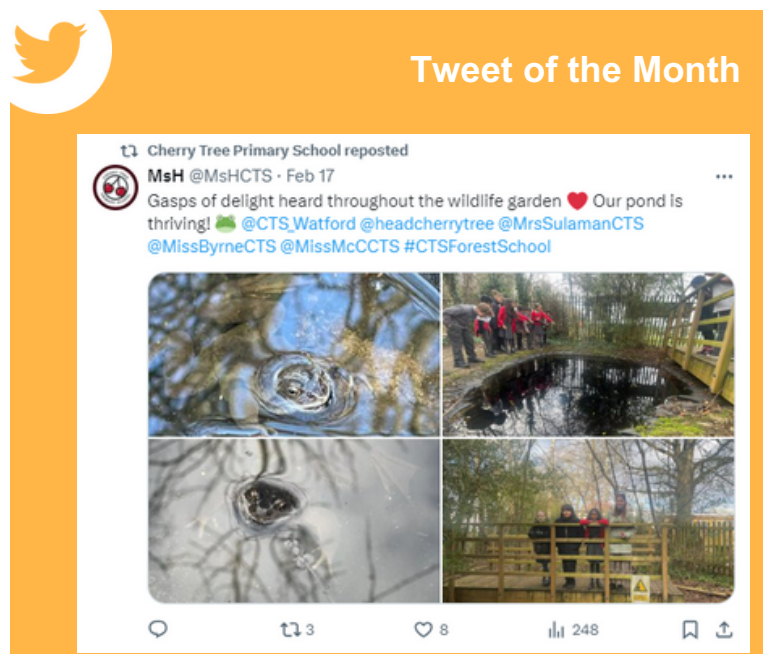 Tweet of the Month
Cherry Tree Primary School reposted
MsH @MsHCTS · Feb 17
Gasps of delight heard throughout the wildlife garden ❤️ Our pond is
thriving! 🐸 @CTS_Watford @headcherrytree @MrsSulamanCTS
@MissByrneCTS @MissMcCCTS #CTSForestSchool
3
8
248